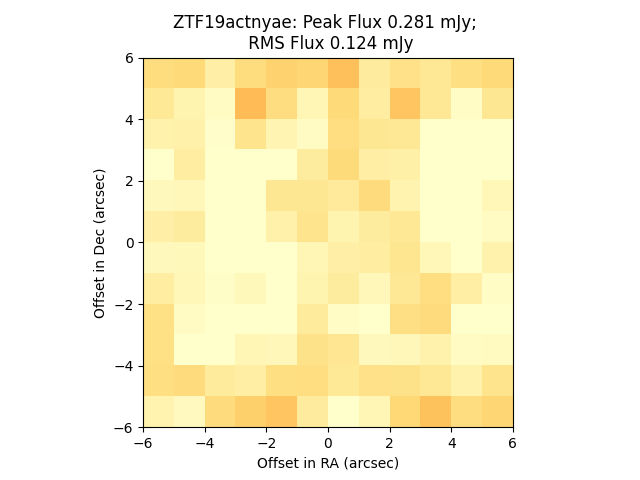 ZTF19actnyae: Peak Flux 0.281 mJy;
RMS Flux 0.124 mJy
6
4
2
0
−2
−4
−6
Offset in Dec (arcsec)
−6 −4 −2 0 2 4 6
Offset in RA (arcsec)